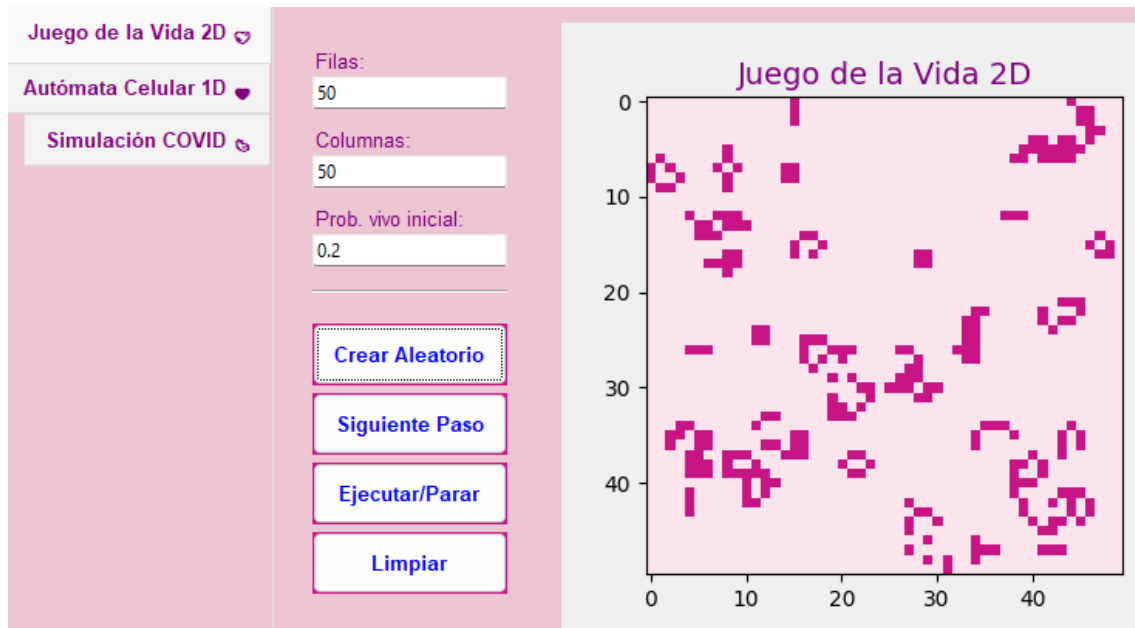 Juego de la Vida 2D
Autómata Celular 1D
Simulación COVID
Filas:
50
Columnas:
50
Prob. vivo inicial:
0.2
Crear Aleatorio
Siguiente Paso
Ejecutar/Parar
Limpiar
Juego de la Vida 2D
0
10
20
30
40
0 10 20 30 40